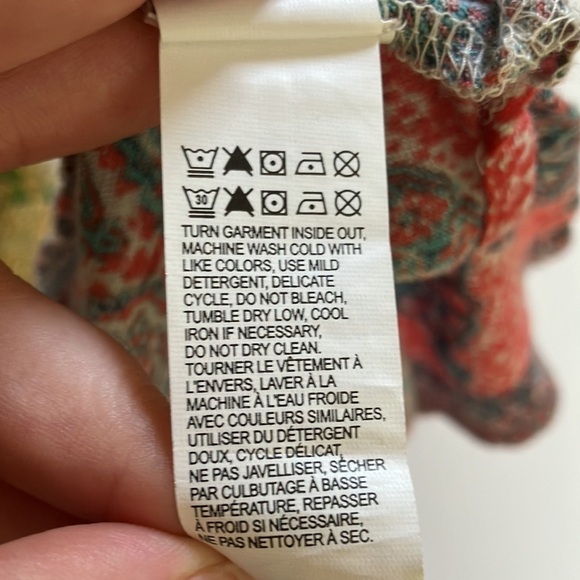 30
TURN GARMENT INSIDE OUT,
MACHINE WASH COLD WITH
LIKE COLORS, USE MILD
DETERGENT, DELICATE
CYCLE, DO NOT BLEACH,
TUMBLE DRY LOW, COOL
IRON IF NECESSARY,
DO NOT DRY CLEAN.
TOURNER LE VÊTEMENT À
L'ENVERS, LAVER À LA
MACHINE À L'EAU FROIDE
AVEC COULEURS SIMILAIRES,
UTILISER DU DÉTERGENT
DOUX, CYCLE DÉLICAT,
NE PAS JAVELLISER, SÉCHER
PAR CULBUTAGE À BASSE
TEMPÉRATURE, REPASSER
À FROID SI NÉCESSAIRE,
NE PAS NETTOYER À SEC.